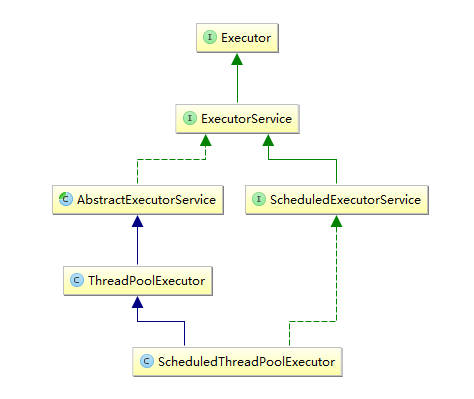 I Executor
I ExecutorService
C AbstractExecutorService
I ScheduledExecutorService
C ThreadPoolExecutor
C ScheduledThreadPoolExecutor